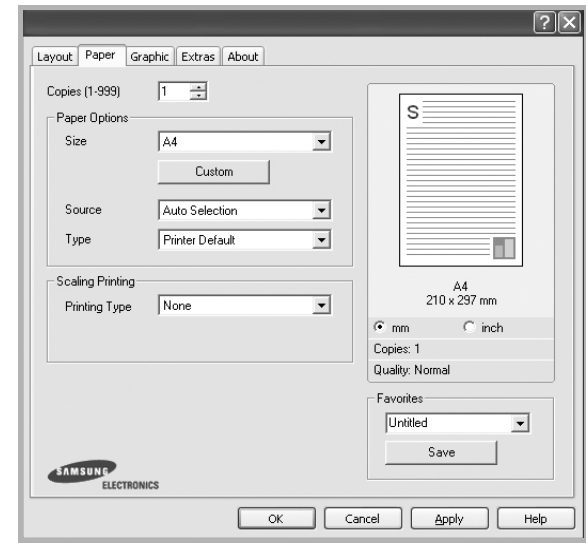 Layout Paper Graphic Extras About
Copies (1-999) 1
Paper Options
Size A4
Custom
Source Auto Selection
Type Printer Default
Scaling Printing
Printing Type None
S
A4
210 x 297 mm
mm inch
Copies: 1
Quality: Normal
Favorites
Untitled
Save
SAMSUNG
ELECTRONICS
OK Cancel Apply Help